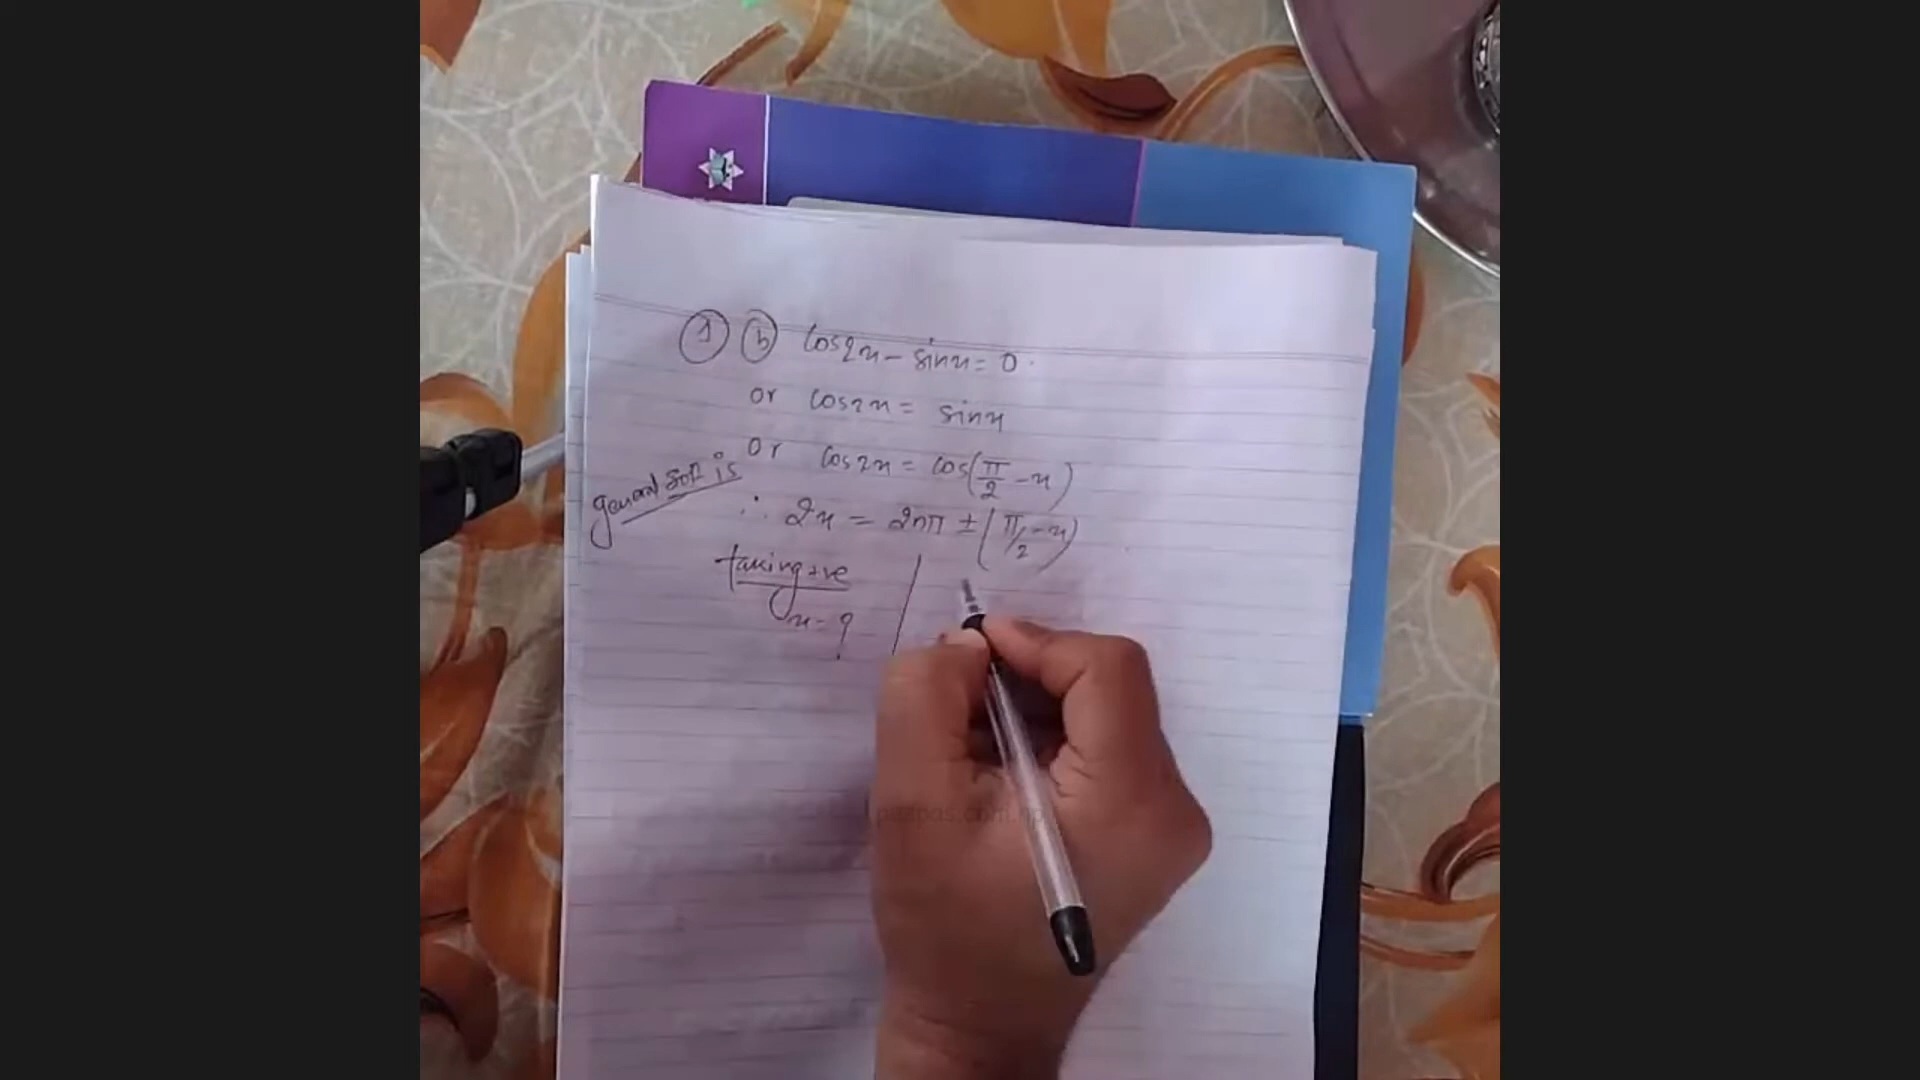 1 b cos2x - sinx = 0.
or cos2x = sinx
or cos2x = cos(π/2 - x)
general solⁿ is
∴ 2x = 2nπ ± (π/2 - x)
taking +ve
x = ?